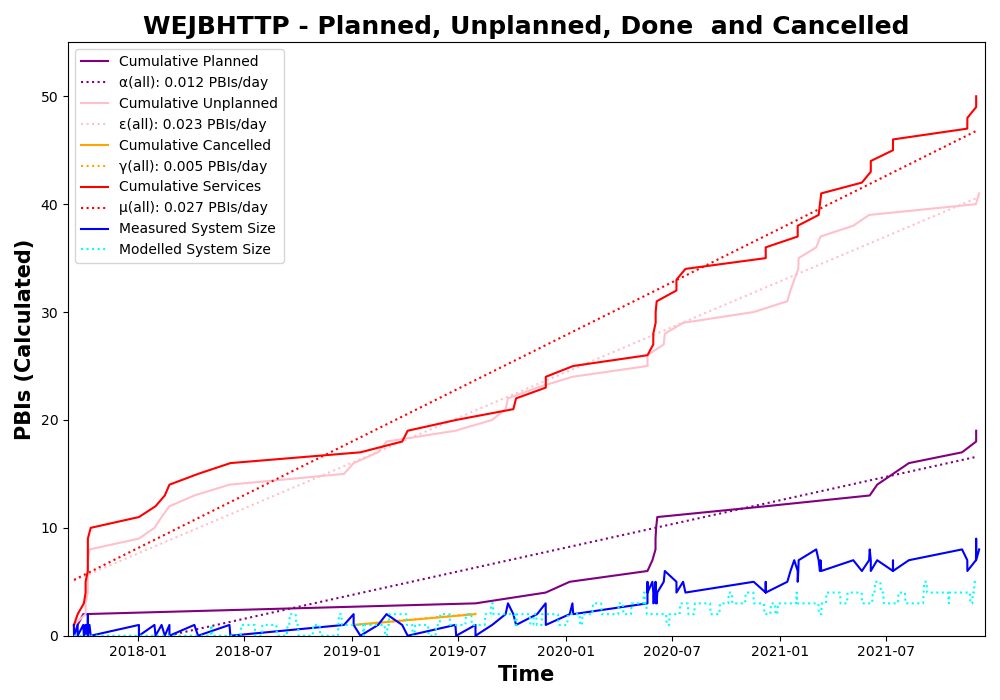 WEJBHTTP - Planned, Unplanned, Done  and Cancelled
Cumulative Planned
α(all): 0.012 PBIs/day
Cumulative Unplanned
ε(all): 0.023 PBIs/day
Cumulative Cancelled
γ(all): 0.005 PBIs/day
Cumulative Services
μ(all): 0.027 PBIs/day
Measured System Size
Modelled System Size
PBIs (Calculated)
50
40
30
20
10
0
2018-01 2018-07 2019-01 2019-07 2020-01 2020-07 2021-01 2021-07
Time